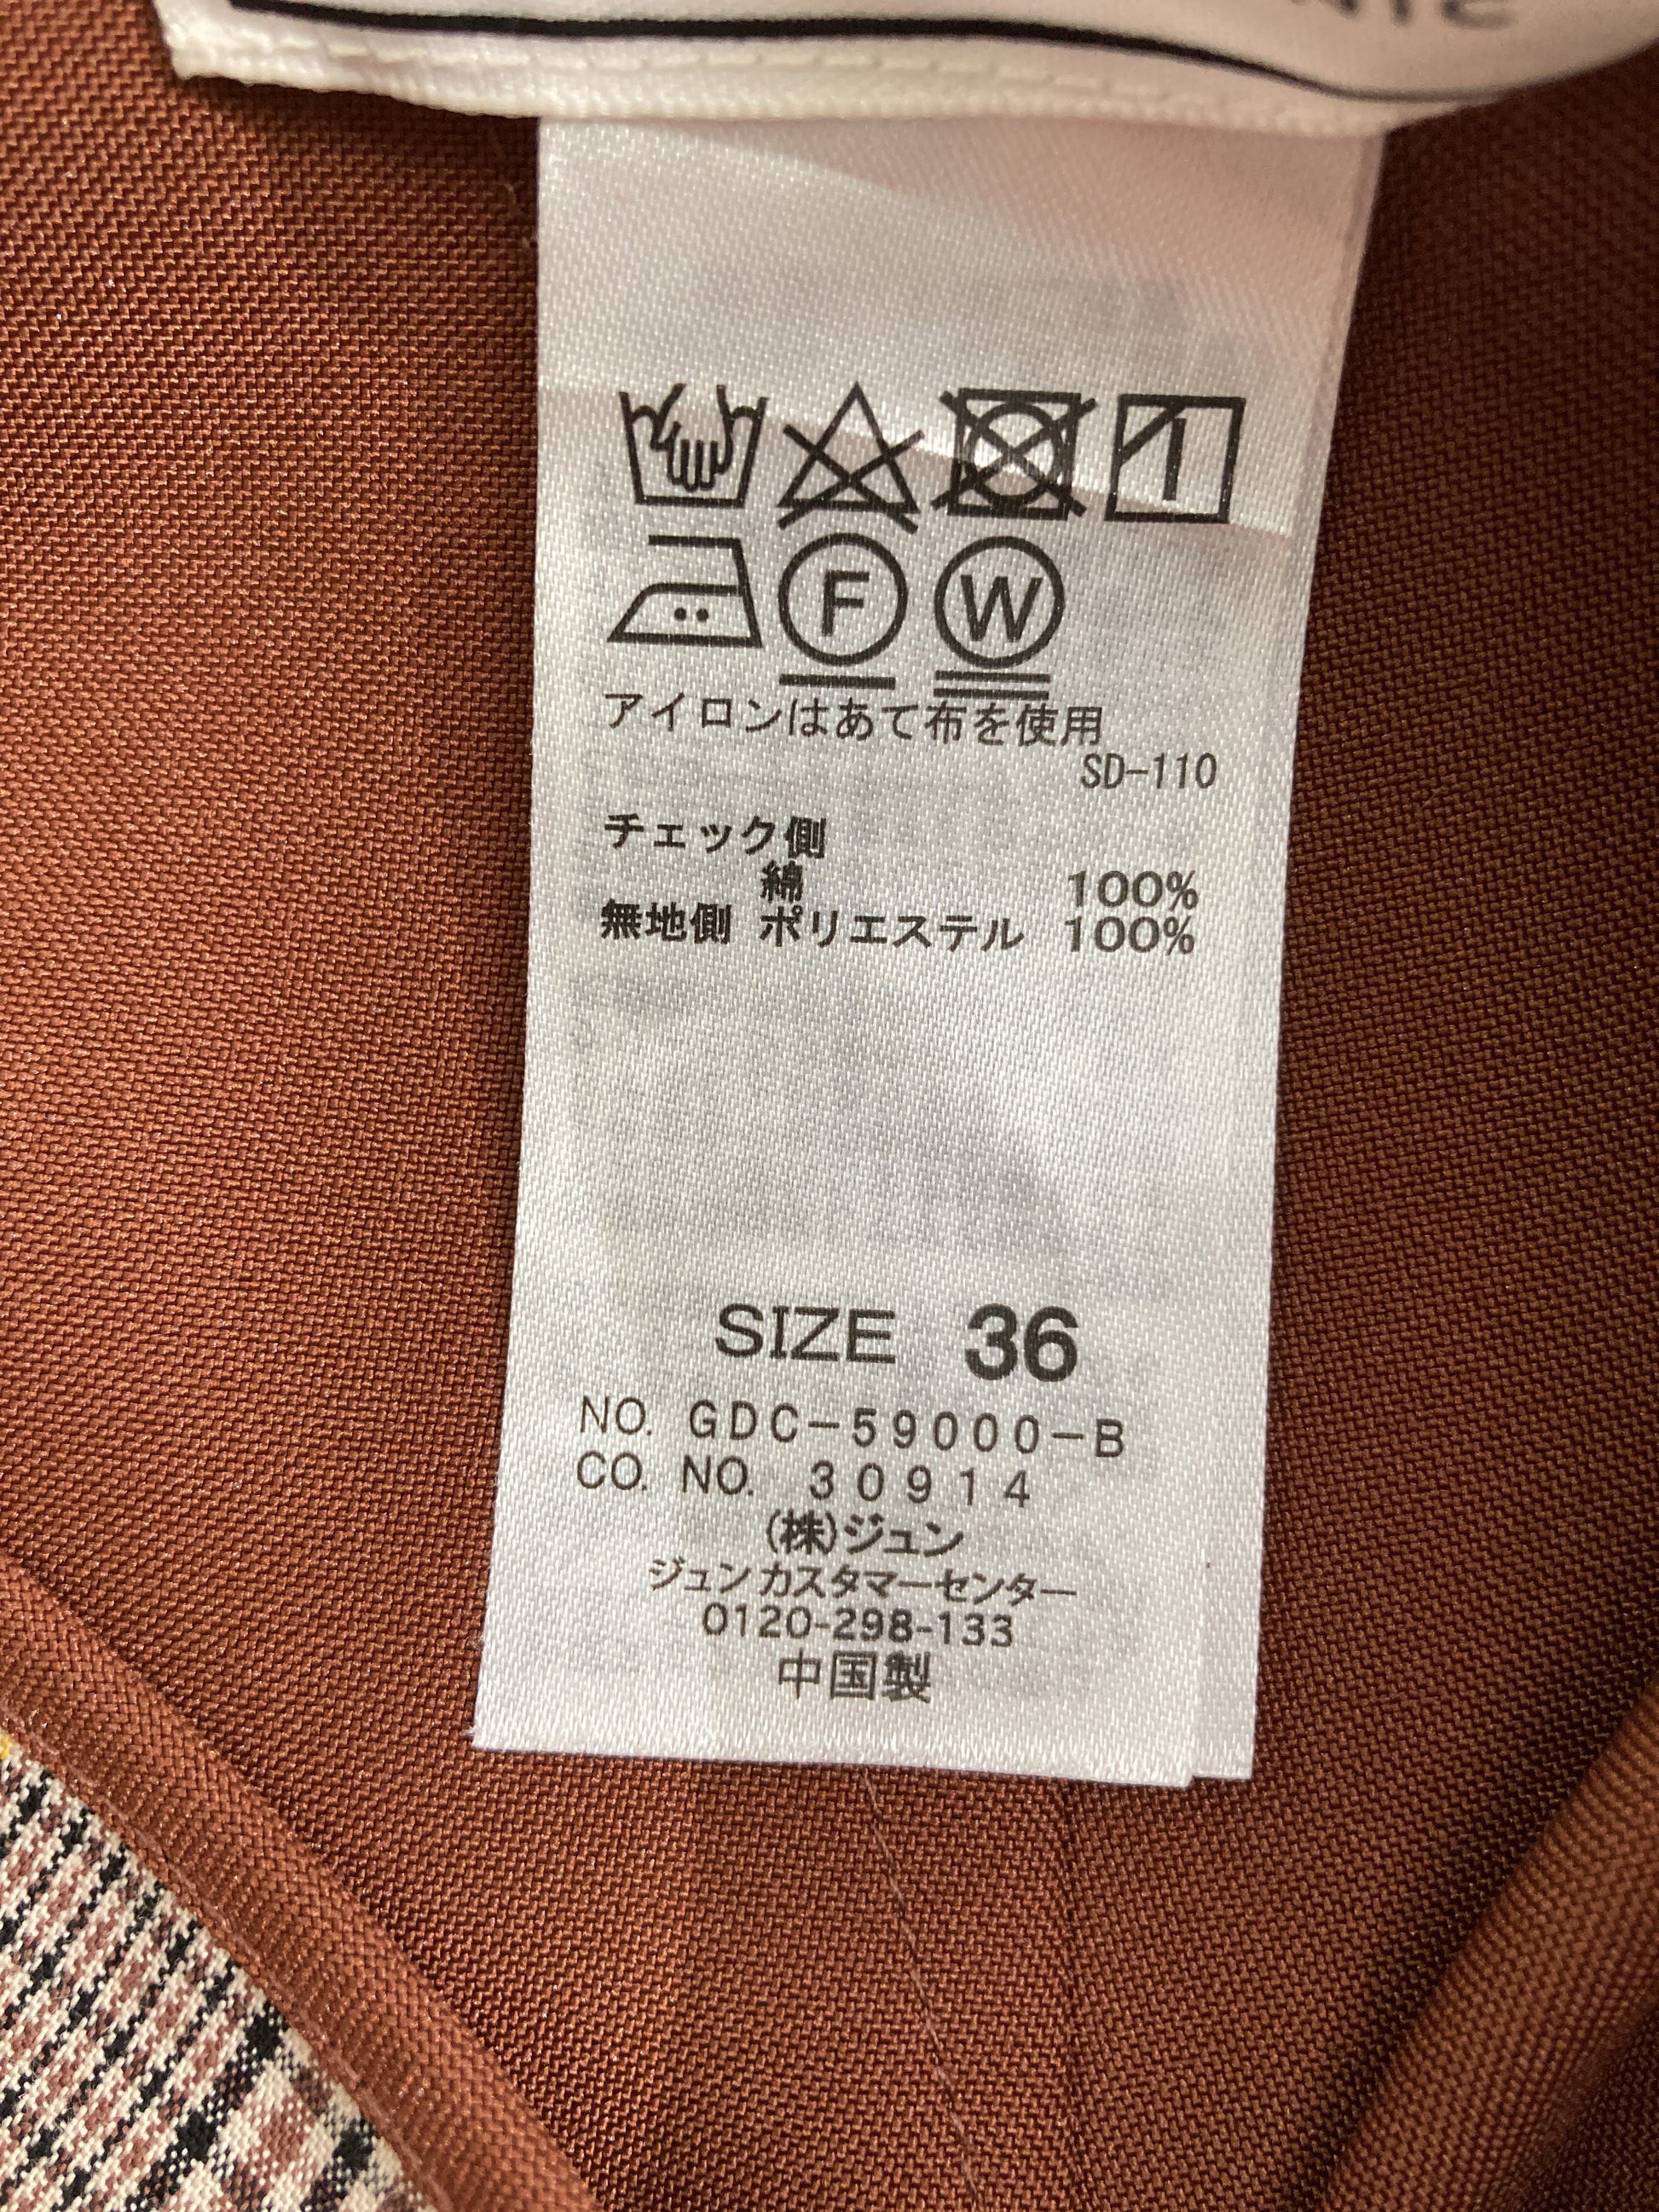 F W
アイロンはあて布を使用
SD-110
チェック側
綿 100%
無地側 ポリエステル 100%
SIZE 36
NO. GDC-59000-B
CO. NO. 30914
(株)ジュン
ジュンカスタマーセンター
0120-298-133
中国製